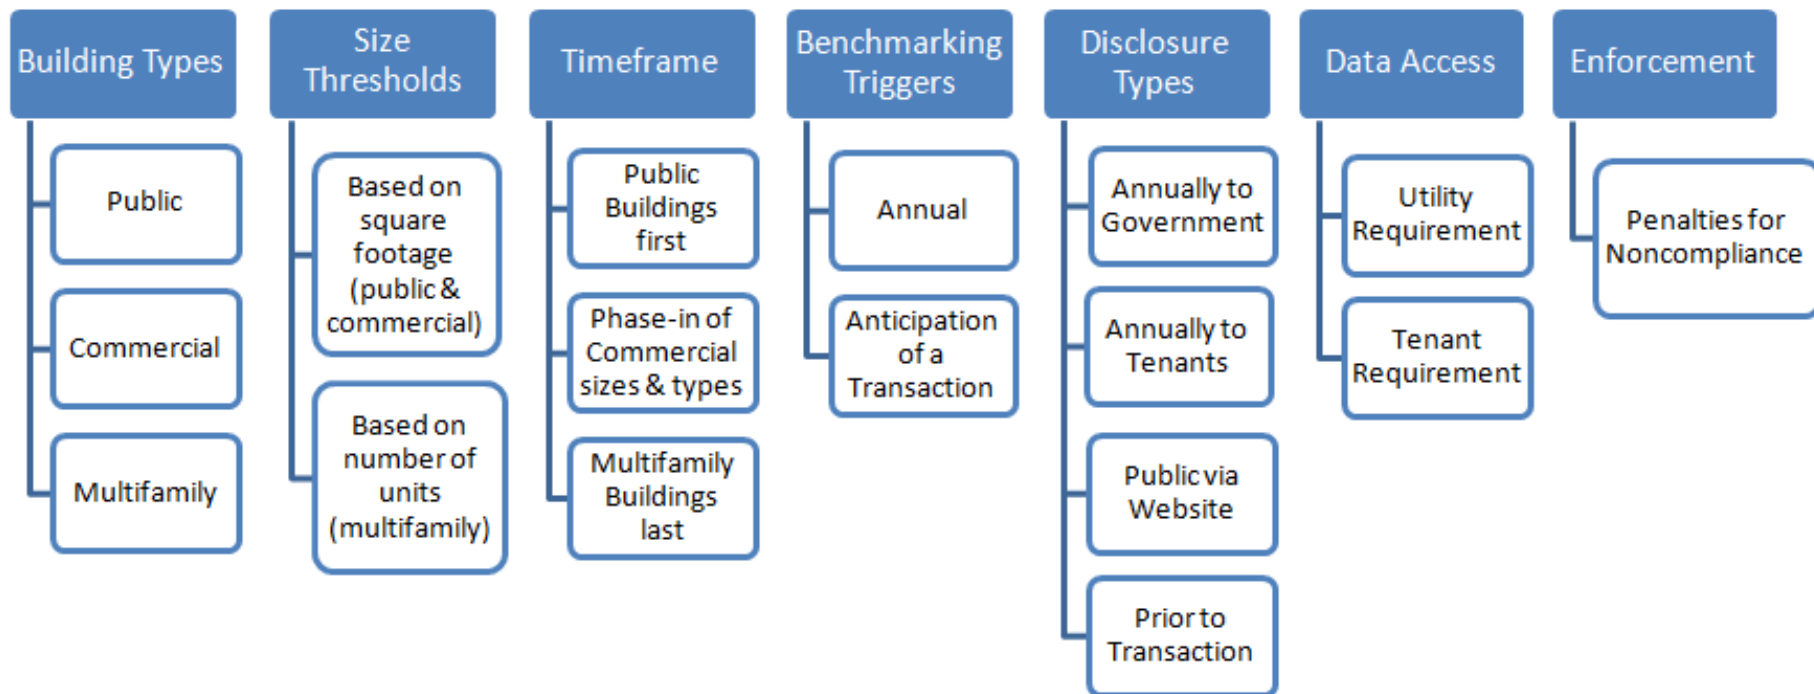 Building Types
Public
Commercial
Multifamily
Size
Thresholds
Based on
square
footage
(public &
commercial)
Based on
number of
units
(multifamily)
Timeframe
Public
Buildings
first
Phase-in of
Commercial
sizes & types
Multifamily
Buildings
last
Benchmarking
Triggers
Annual
Anticipation
of a
Transaction
Disclosure
Types
Annually to
Government
Annually to
Tenants
Public via
Website
Prior to
Transaction
Data Access
Utility
Requirement
Tenant
Requirement
Enforcement
Penalties for
Noncompliance